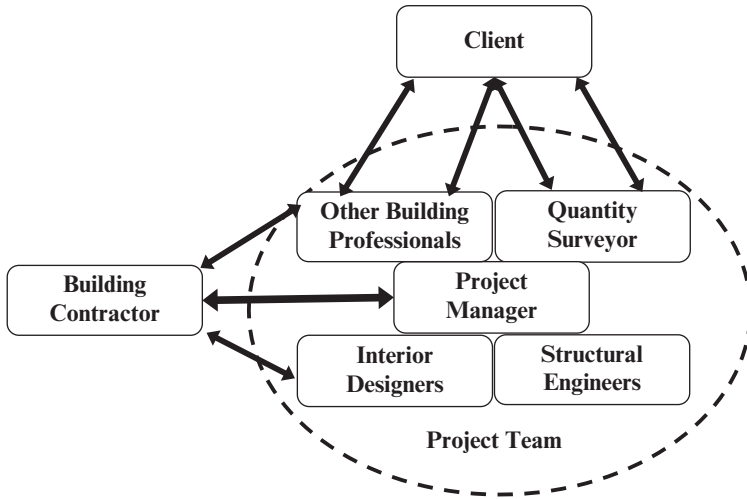 Client
Other Building
Professionals
Quantity
Surveyor
Building
Contractor
Project
Manager
Interior
Designers
Structural
Engineers
Project Team